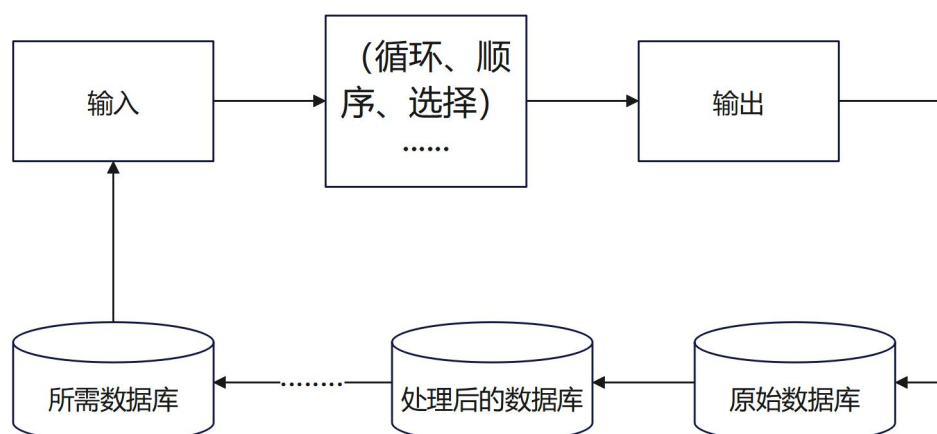 输入
（循环、顺
序、选择）
......
输出
所需数据库
........
处理后的数据库
原始数据库